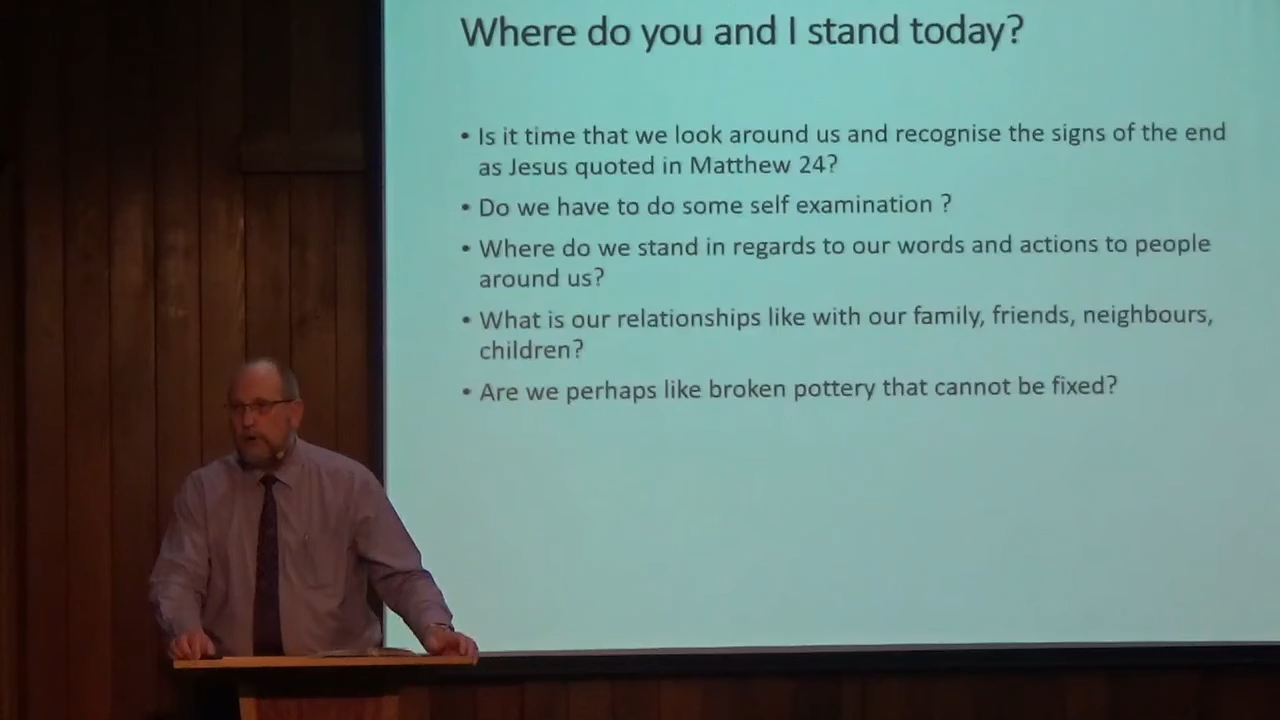 Where do you and I stand today?
• Is it time that we look around us and recognise the signs of the end
as Jesus quoted in Matthew 24?
• Do we have to do some self examination ?
• Where do we stand in regards to our words and actions to people
around us?
• What is our relationships like with our family, friends, neighbours,
children?
• Are we perhaps like broken pottery that cannot be fixed?